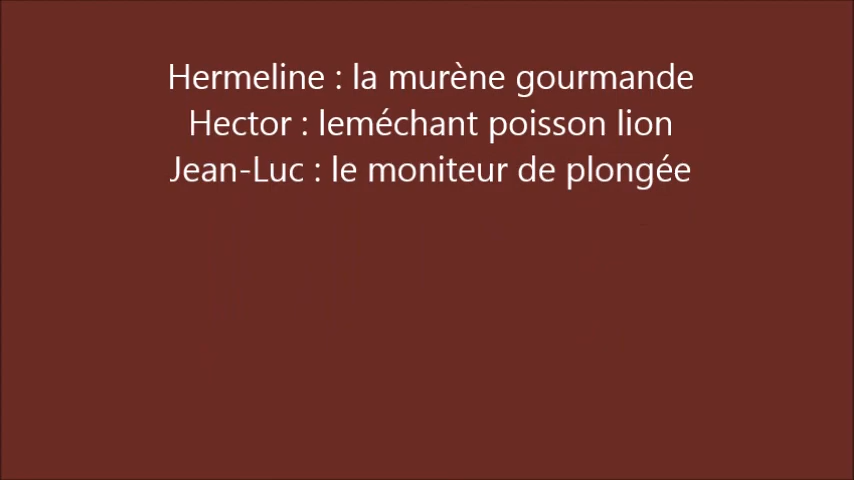 Hermeline : la murène gourmande
Hector : leméchant poisson lion
Jean-Luc : le moniteur de plongée